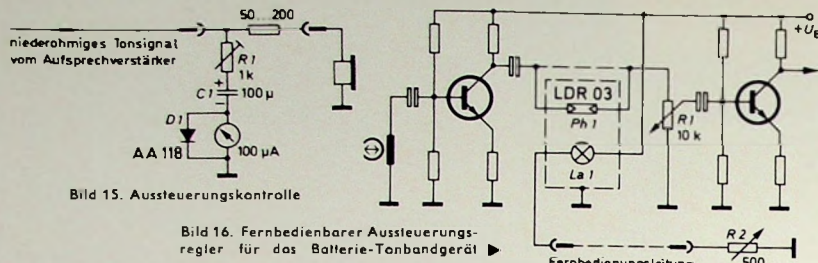 50...200
niederohmiges Tonsignal
vom Aufsprechverstärker
R1
1k
C1
100µ
D1
AA 118
100 µA
Bild 15. Aussteuerungskontrolle
LDR 03
Ph 1
La 1
R1
10 k
+U
R2
500
Fernbedienungsleitung
Bild 16. Fernbedienbarer Aussteuerungs-
regler für das Batterie-Tonbandgerät ▶